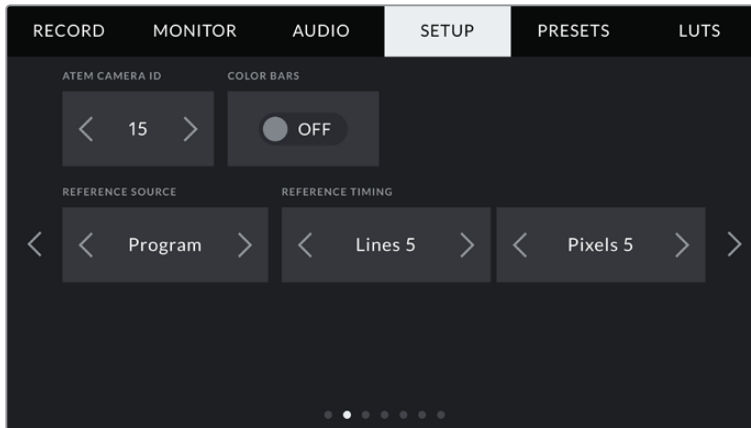 RECORD MONITOR AUDIO SETUP PRESETS LUTS
ATEM CAMERA ID COLOR BARS
15 OFF
REFERENCE SOURCE REFERENCE TIMING
Program Lines 5 Pixels 5